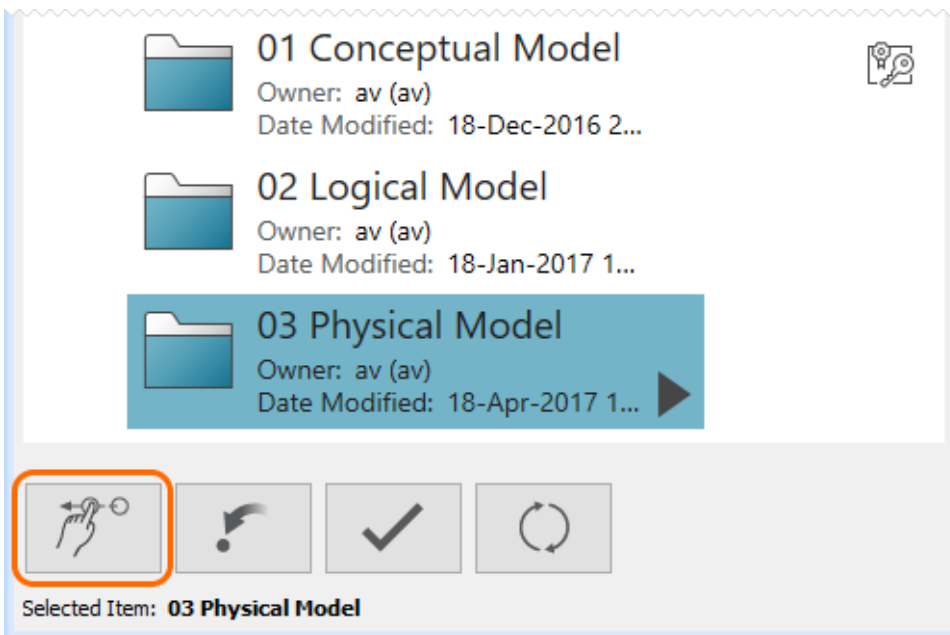 01 Conceptual Model
Owner: av (av)
Date Modified: 18-Dec-2016 2...
02 Logical Model
Owner: av (av)
Date Modified: 18-Jan-2017 1...
03 Physical Model
Owner: av (av)
Date Modified: 18-Apr-2017 1...
Selected Item: 03 Physical Model